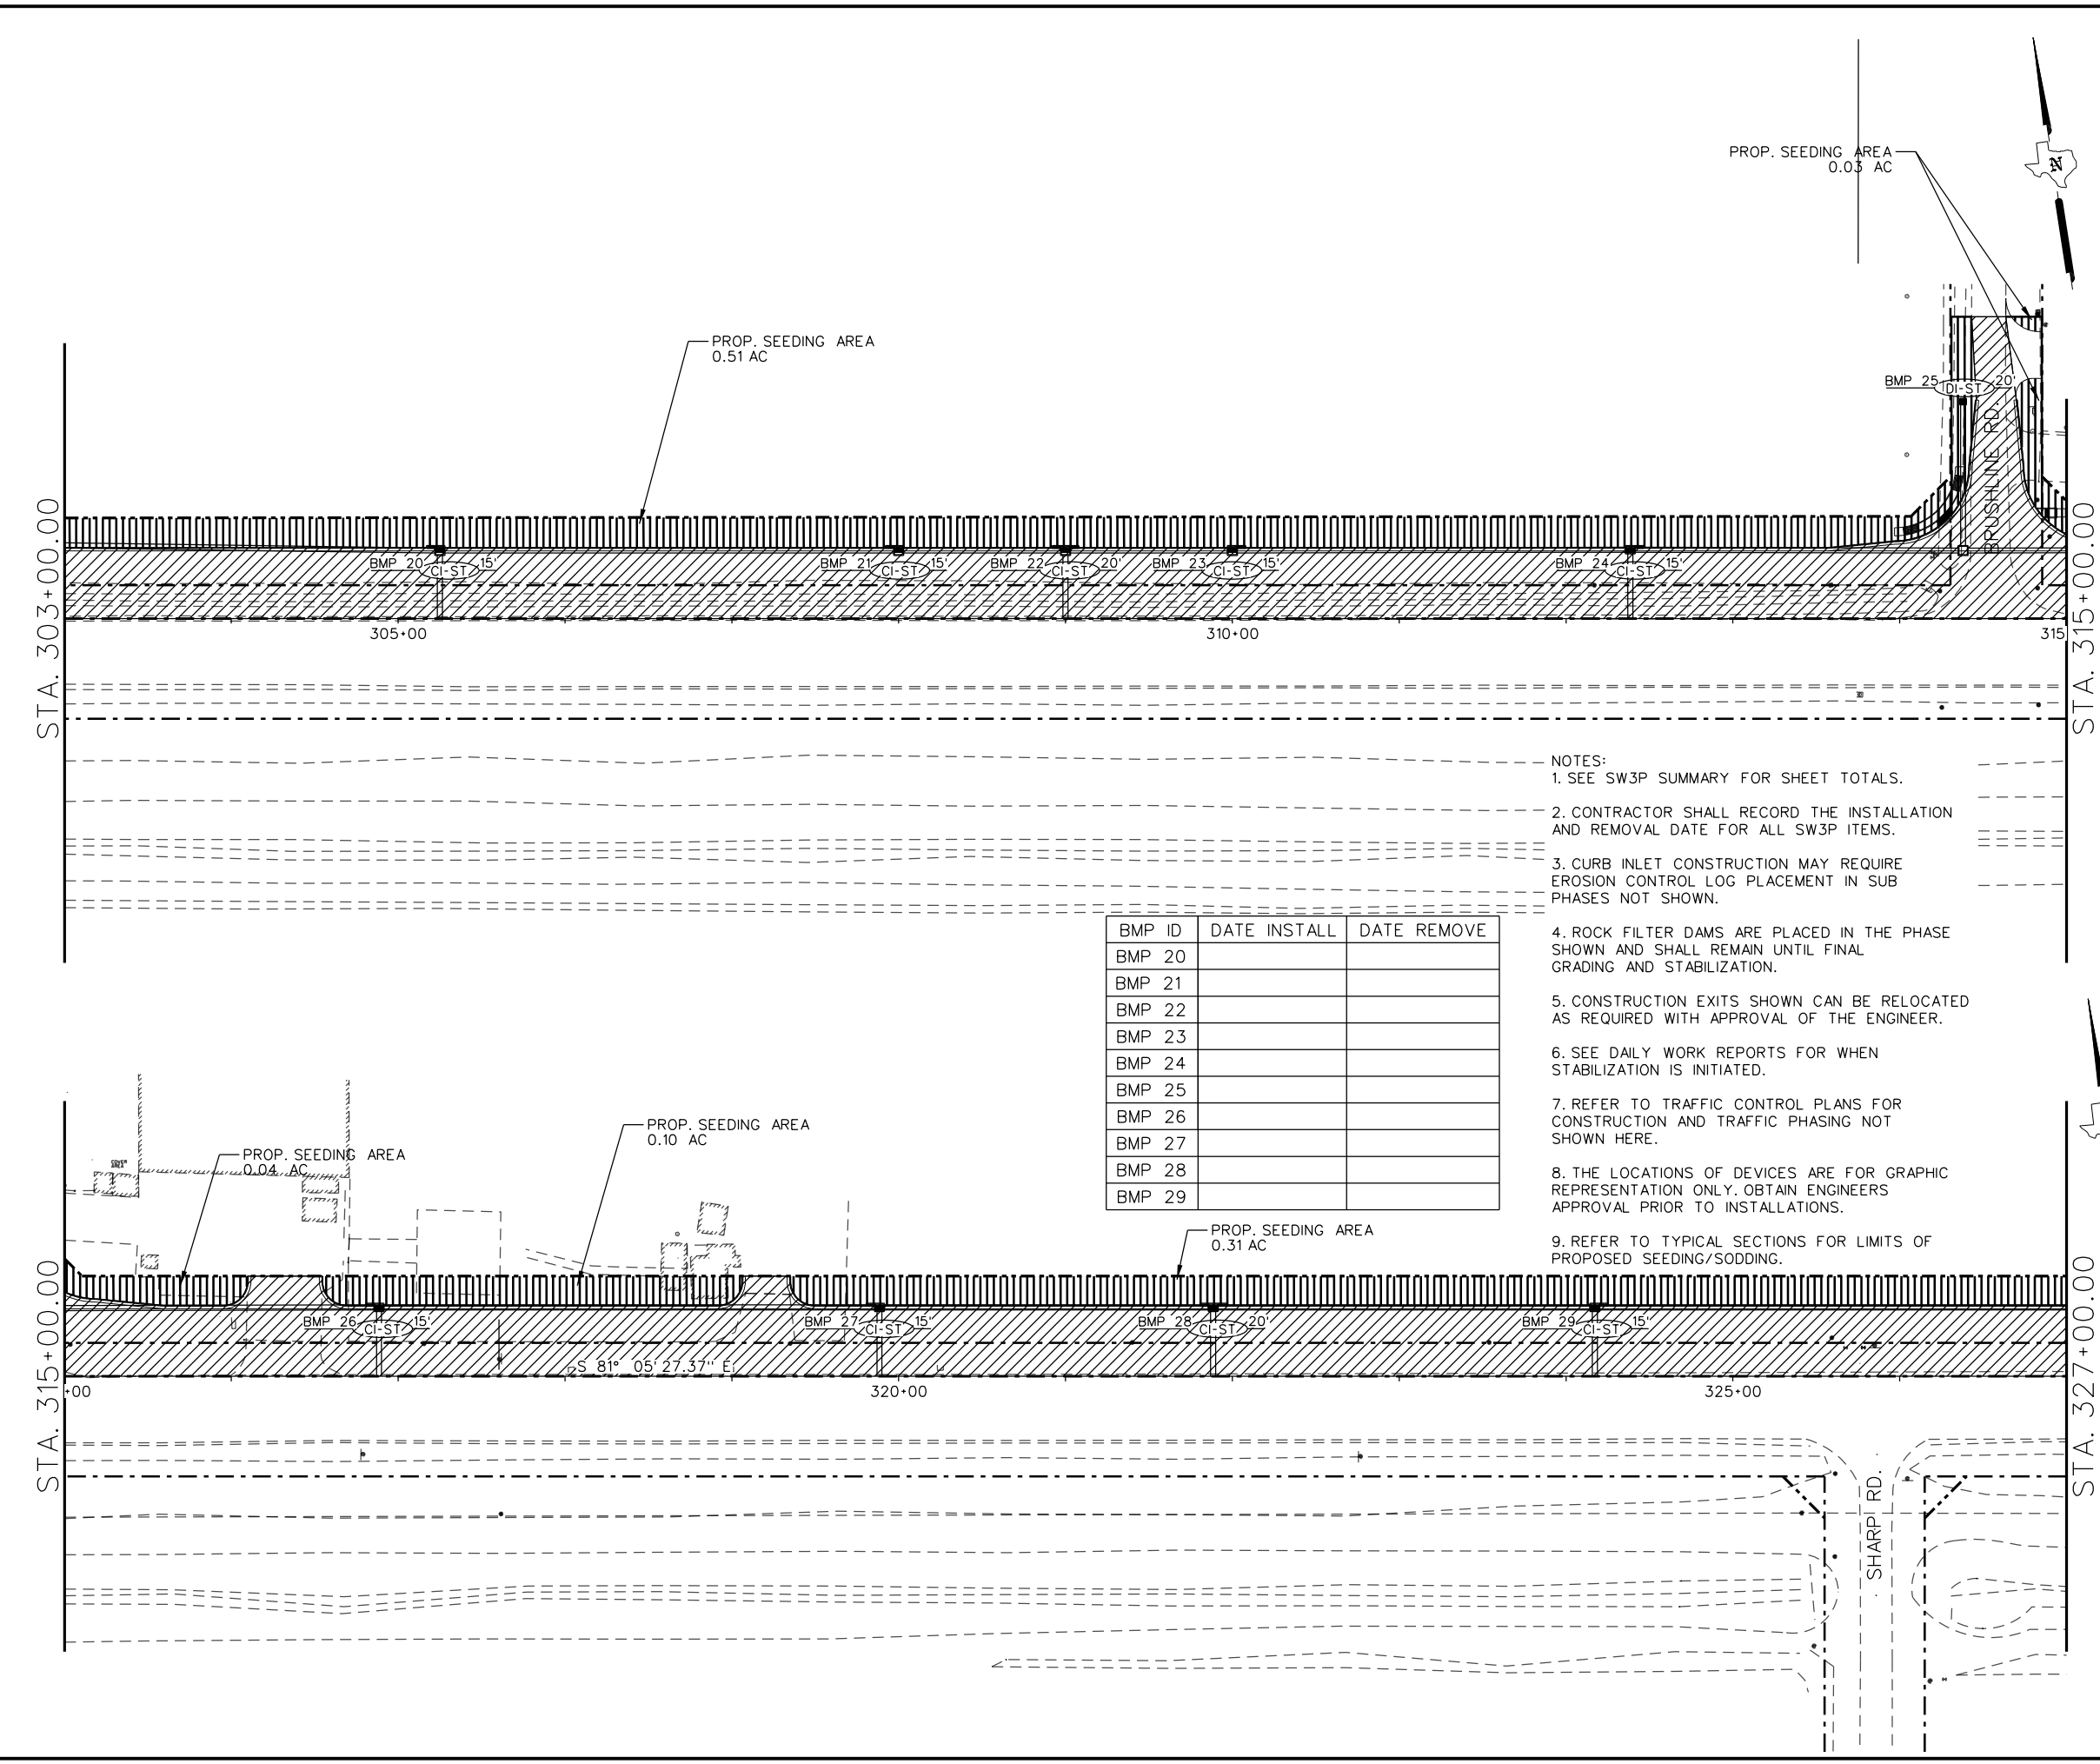 PROP. SEEDING AREA
0.03 AC
N
PROP. SEEDING AREA
0.51 AC
BMP 25 DI-ST 20'
BRUSHLINE RD.
STA. 303+00.00
STA. 315+00.00
BMP 20 CI-ST 15'
BMP 21 CI-ST 15'
BMP 22 CI-ST 20'
BMP 23 CI-ST 15'
BMP 24 CI-ST 15'
305+00
310+00
315
NOTES:
1. SEE SW3P SUMMARY FOR SHEET TOTALS.
2. CONTRACTOR SHALL RECORD THE INSTALLATION
AND REMOVAL DATE FOR ALL SW3P ITEMS.
3. CURB INLET CONSTRUCTION MAY REQUIRE
EROSION CONTROL LOG PLACEMENT IN SUB
PHASES NOT SHOWN.
4. ROCK FILTER DAMS ARE PLACED IN THE PHASE
SHOWN AND SHALL REMAIN UNTIL FINAL
GRADING AND STABILIZATION.
5. CONSTRUCTION EXITS SHOWN CAN BE RELOCATED
AS REQUIRED WITH APPROVAL OF THE ENGINEER.
6. SEE DAILY WORK REPORTS FOR WHEN
STABILIZATION IS INITIATED.
7. REFER TO TRAFFIC CONTROL PLANS FOR
CONSTRUCTION AND TRAFFIC PHASING NOT
SHOWN HERE.
8. THE LOCATIONS OF DEVICES ARE FOR GRAPHIC
REPRESENTATION ONLY. OBTAIN ENGINEERS
APPROVAL PRIOR TO INSTALLATIONS.
9. REFER TO TYPICAL SECTIONS FOR LIMITS OF
PROPOSED SEEDING/SODDING.
BMP ID DATE INSTALL DATE REMOVE
BMP 20
BMP 21
BMP 22
BMP 23
BMP 24
BMP 25
BMP 26
BMP 27
BMP 28
BMP 29
PROP. SEEDING AREA
0.04 AC
PROP. SEEDING AREA
0.10 AC
PROP. SEEDING AREA
0.31 AC
COVER
AREA
STA. 315+00.00
STA. 327+00.00
BMP 26 CI-ST 15'
BMP 27 CI-ST 15'
BMP 28 CI-ST 20'
BMP 29 CI-ST 15'
S 81° 05' 27.37" E
+00
320+00
325+00
SHARP RD.